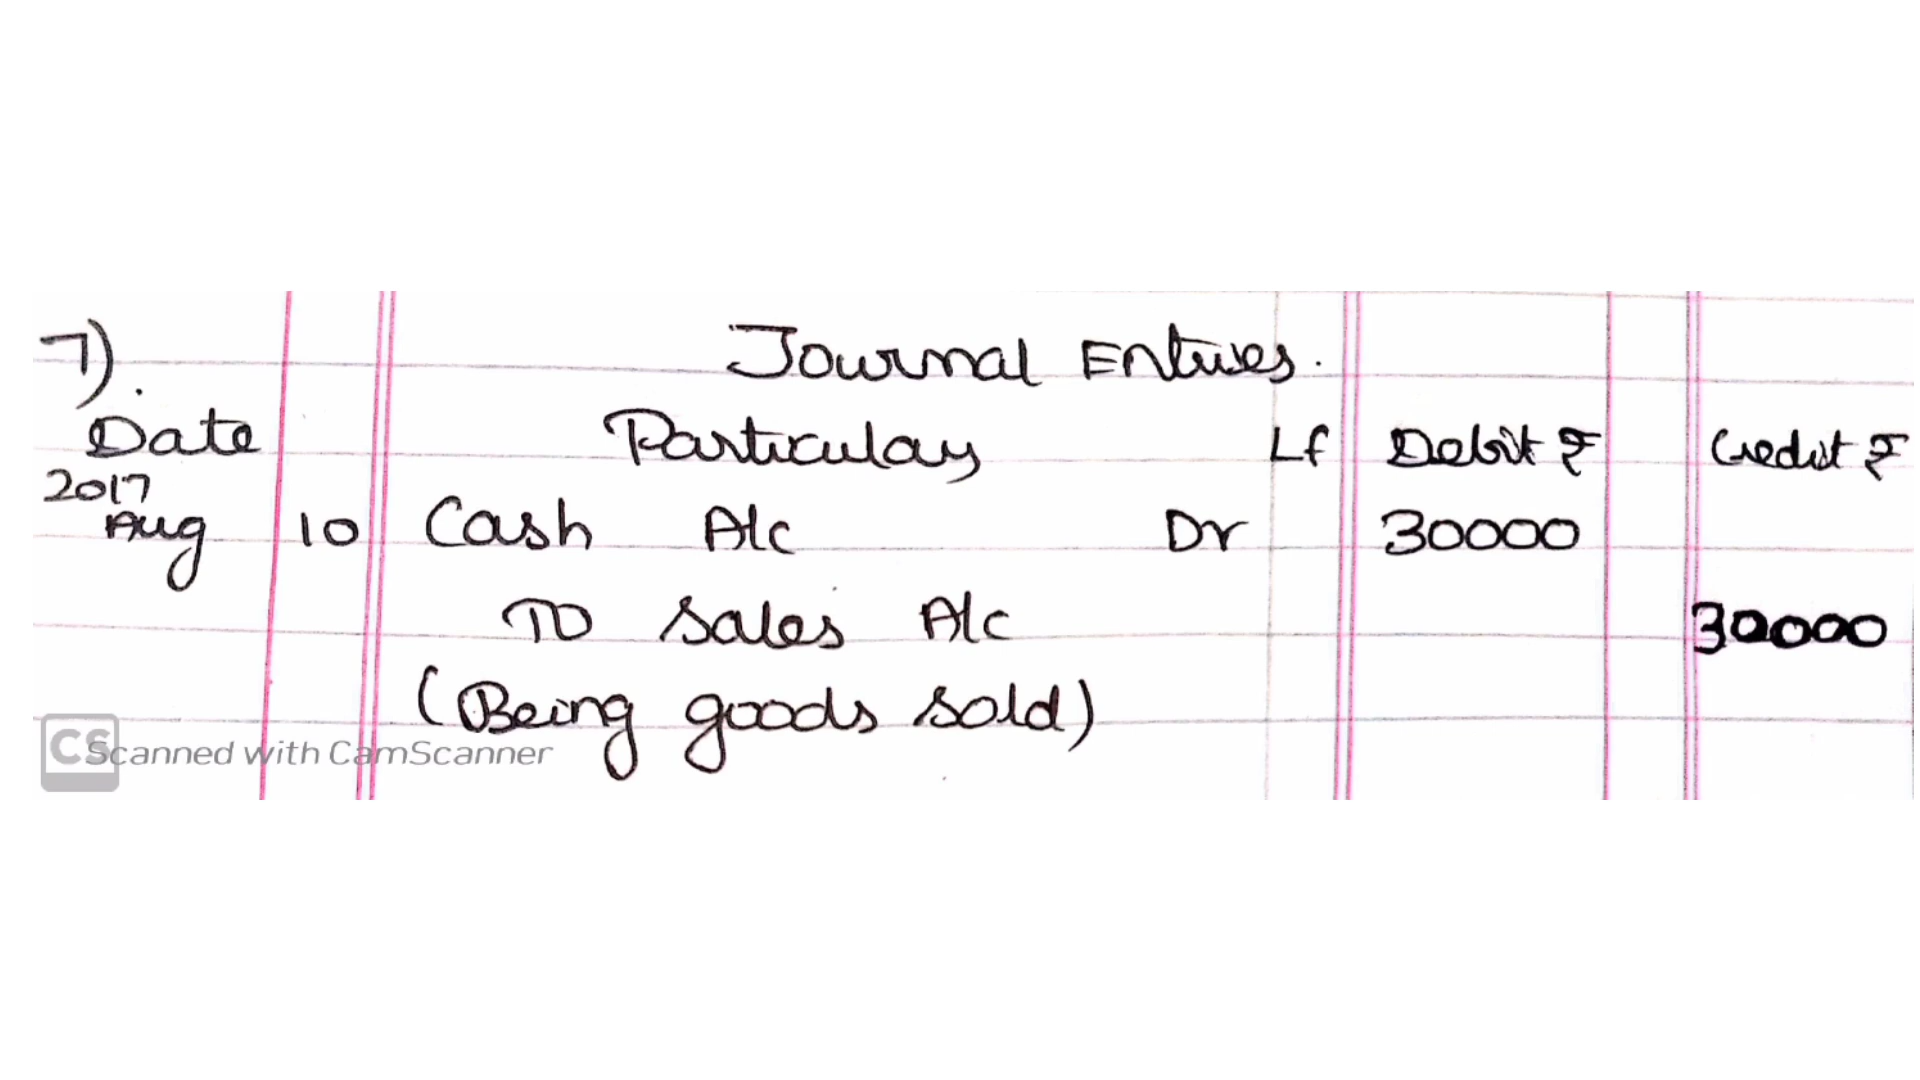 7).
Journal Entries.
Date Particulars Lf Debit ₹ Credit ₹
2017
Aug 10 Cash A/c Dr 30000
To Sales A/c 30000
(Being goods sold)
CS Scanned with CamScanner